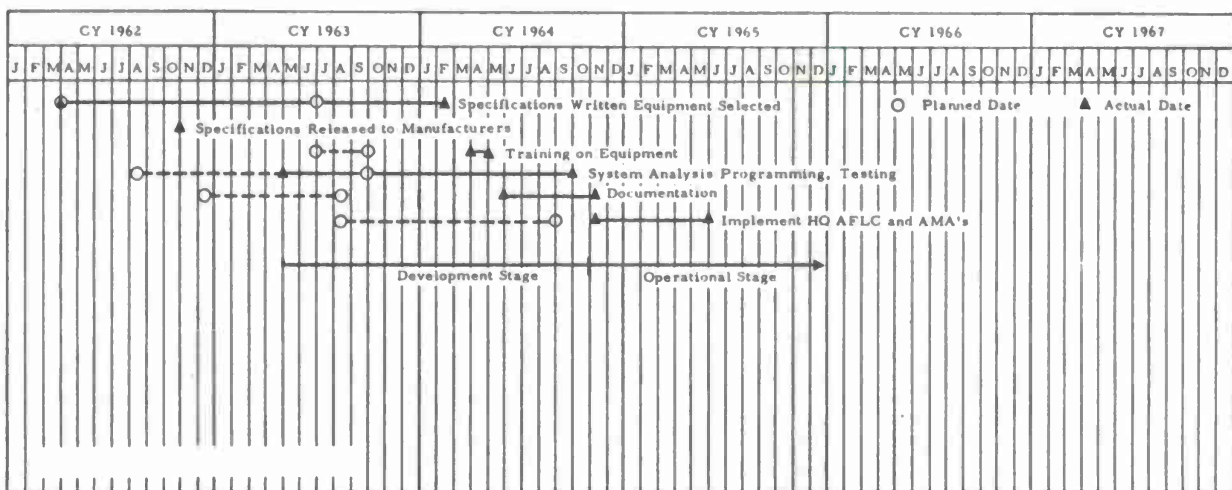 CY 1962 CY 1963 CY 1964 CY 1965 CY 1966 CY 1967
J F M A M J J A S O N D J F M A M J J A S O N D J F M A M J J A S O N D J F M A M J J A S O N D J F M A M J J A S O N D J F M A M J J A S O N D
Specifications Written Equipment Selected Planned Date Actual Date
Specifications Released to Manufacturers
Training on Equipment
System Analysis Programming, Testing
Documentation
Implement HQ AFLC and AMA's
Development Stage Operational Stage